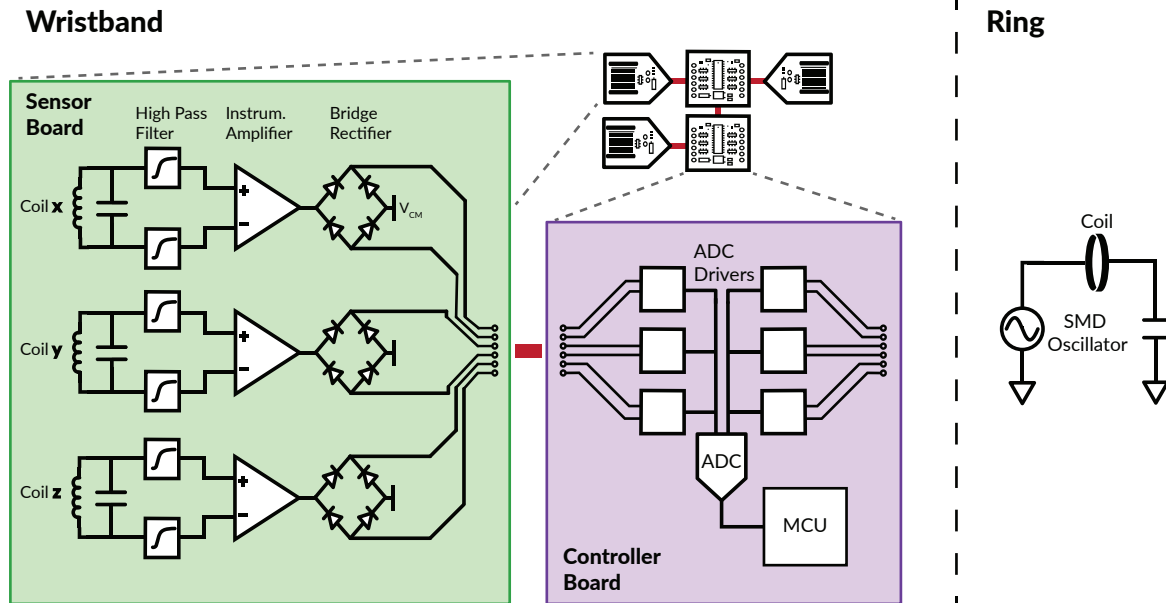 Wristband
Ring
Sensor
Board
High Pass
Filter
Instrum.
Amplifier
Bridge
Rectifier
Coil x
+
−
V_CM
Coil y
Coil z
+
−
ADC
Drivers
ADC
MCU
Controller
Board
Coil
SMD
Oscillator